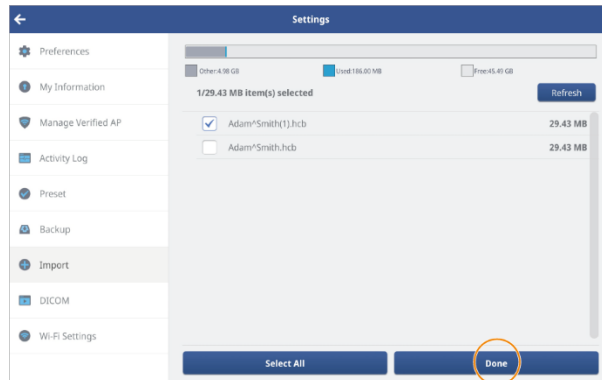 Settings
Preferences
My Information
Manage Verified AP
Activity Log
Preset
Backup
Import
DICOM
Wi-Fi Settings
Other:4.98 GB Used:186.00 MB Free:45.41 GB
1/29.43 MB item(s) selected
Refresh
Adam^Smith(1).hcb 29.43 MB
Adam^Smith.hcb 29.43 MB
Select All
Done